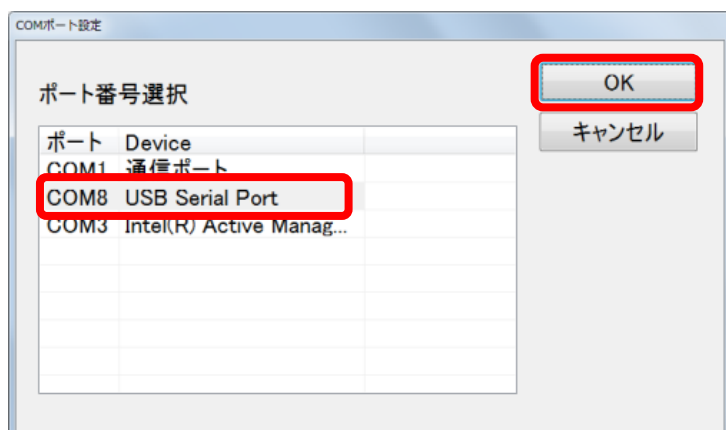 COMポート設定
ポート番号選択
OK
キャンセル
ポート Device
COM1 通信ポート
COM8 USB Serial Port
COM3 Intel(R) Active Manag...